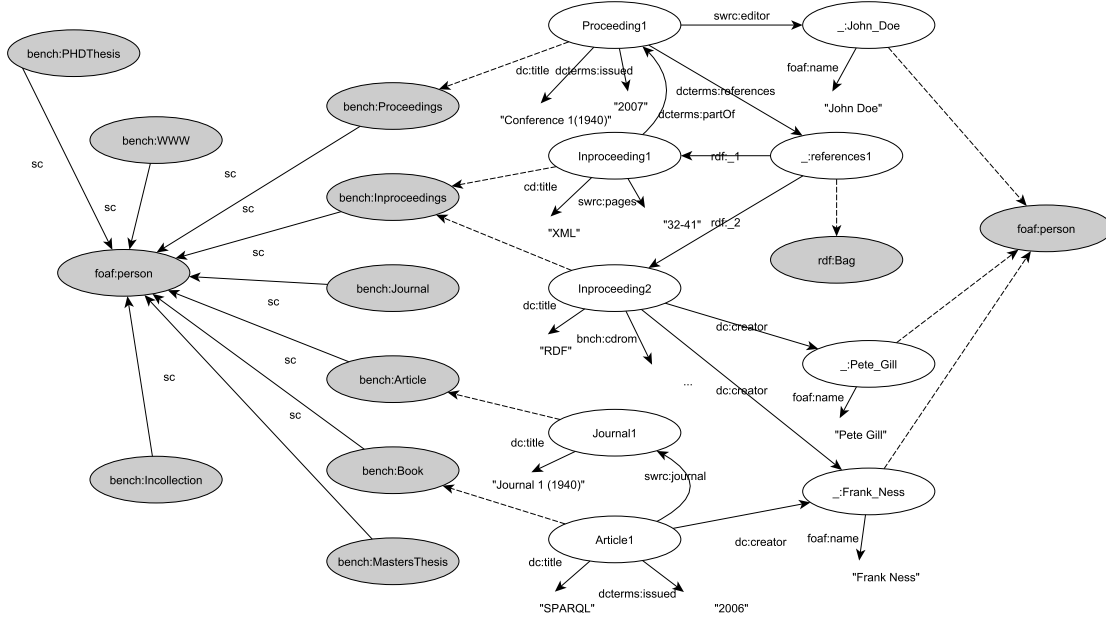 Proceeding1
swrc:editor
_:John_Doe
bench:PHDThesis
foaf:name
dc:title
dcterms:issued
dcterms:references
bench:Proceedings
"2007"
"John Doe"
"Conference 1(1940)"
dcterms:partOf
bench:WWW
sc
sc
Inproceeding1
rdf:_1
_:references1
cd:title
bench:Inproceedings
swrc:pages
sc
sc
"32-41"
rdf:_2
foaf:person
"XML"
sc
rdf:Bag
foaf:person
bench:Journal
Inproceeding2
sc
dc:title
dc:creator
bnch:cdrom
"RDF"
sc
_:Pete_Gill
sc
bench:Article
...
dc:creator
foaf:name
sc
Journal1
"Pete Gill"
dc:title
bench:Book
swrc:journal
bench:Incollection
"Journal 1 (1940)"
_:Frank_Ness
Article1
dc:creator
foaf:name
bench:MastersThesis
dc:title
"Frank Ness"
dcterms:issued
"SPARQL"
"2006"